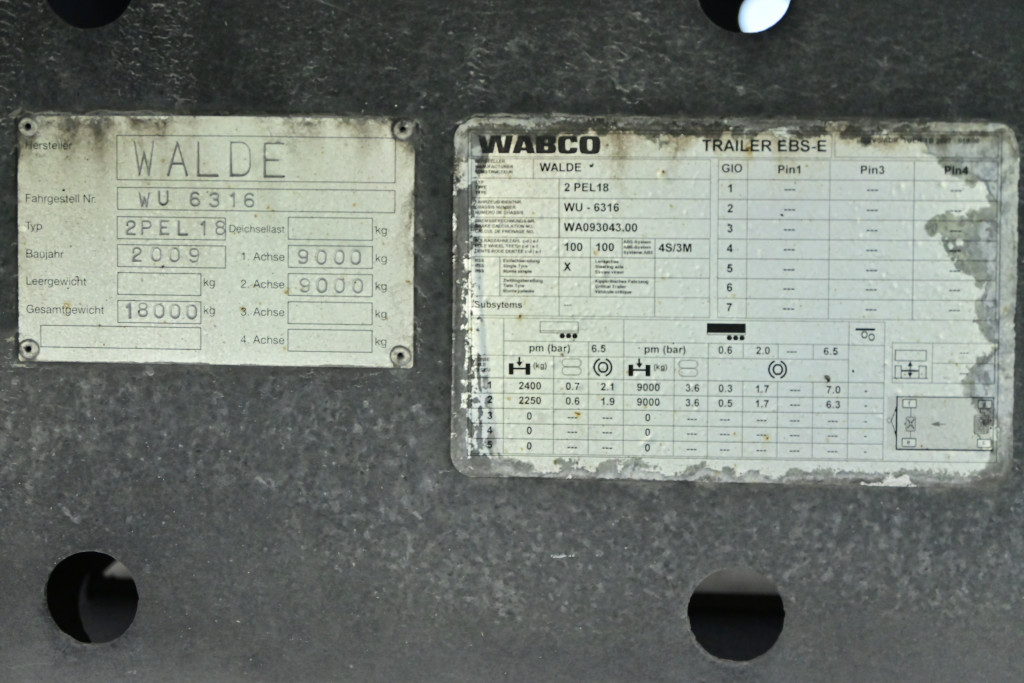 Hersteller WALDE
Fahrgestell Nr. WU 6316
Typ 2PEL18 Deichsellast kg
Baujahr 2009 1. Achse 9000 kg
Leergewicht kg 2. Achse 9000 kg
Gesamtgewicht 18000 kg 3. Achse kg
4. Achse kg
WABCO TRAILER EBS-E
WALDE GIO Pin1 Pin3 Pin4
2 PEL18 1 --- --- ---
WU - 6316 2 --- ---
WA093043.00 3 --- ---
100 100 4S/3M 4 --- ---
X 5 --- ---
6 --- ---
Subsytems --- 7 --- ---
pm (bar) 6.5 pm (bar) 0.6 2.0 --- 6.5
(kg) (kg)
1 2400 0.7 2.1 9000 3.6 0.3 1.7 --- 7.0 -
2 2250 0.6 1.9 9000 3.6 0.5 1.7 --- 6.3 -
3 0 --- --- 0 --- --- --- --- --- -
4 0 --- --- 0 --- --- --- --- --- -
5 0 --- --- 0 --- --- --- --- --- -